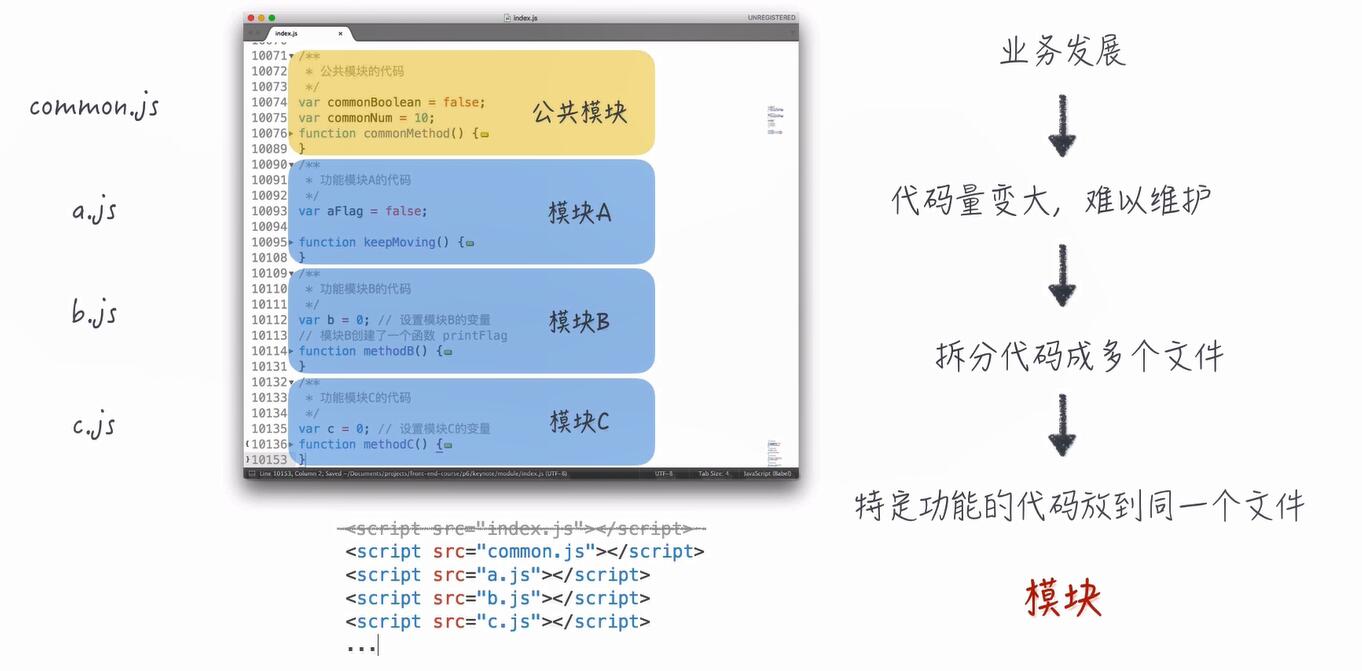 index.js
UNREGISTERED
index.js ×
common.js
a.js
b.js
c.js
10071 /**
10072 * 公共模块的代码
10073 */
10074 var commonBoolean = false;
10075 var commonNum = 10;
10076 function commonMethod() {
10089 }
公共模块
10090 /**
10091 * 功能模块A的代码
10092 */
10093 var aFlag = false;
10094
10095 function keepMoving() {
10108 }
模块A
10109 /**
10110 * 功能模块B的代码
10111 */
10112 var b = 0; // 设置模块B的变量
10113 // 模块B创建了一个函数 printFlag
10114 function methodB() {
10131 }
模块B
10132 /**
10133 * 功能模块C的代码
10134 */
10135 var c = 0; // 设置模块C的变量
10136 function methodC() {
10153 }
模块C
Line 10153, Column 2; Saved ~/Documents/projects/front-end-course/p6/keynote/module/index.js (UTF-8)
UTF-8
Tab Size: 4
JavaScript (Babel)
<script src="index.js"></script>
<script src="common.js"></script>
<script src="a.js"></script>
<script src="b.js"></script>
<script src="c.js"></script>
...
业务发展
代码量变大，难以维护
拆分代码成多个文件
特定功能的代码放到同一个文件
模块